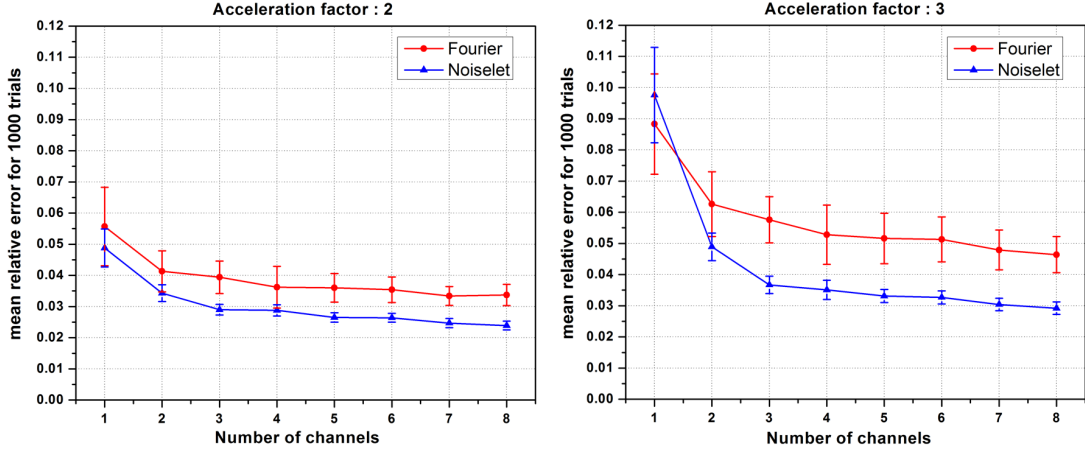 Acceleration factor : 2
mean relative error for 1000 trials
0.12
0.11
0.10
0.09
0.08
0.07
0.06
0.05
0.04
0.03
0.02
0.01
0.00
Fourier
Noiselet
1 2 3 4 5 6 7 8
Number of channels
Acceleration factor : 3
mean relative error for 1000 trials
0.12
0.11
0.10
0.09
0.08
0.07
0.06
0.05
0.04
0.03
0.02
0.01
0.00
Fourier
Noiselet
1 2 3 4 5 6 7 8
Number of channels